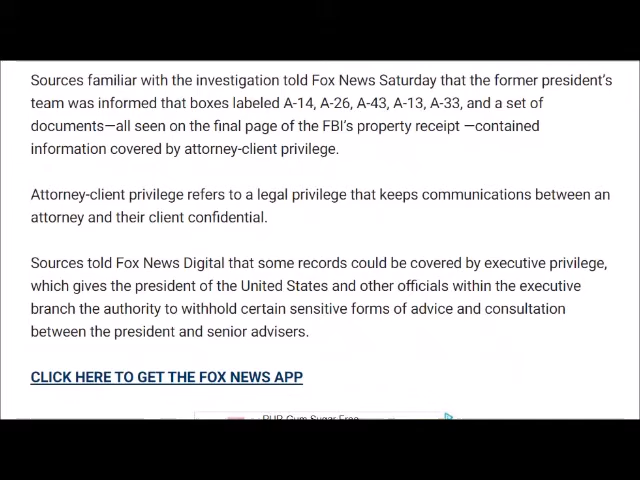 Sources familiar with the investigation told Fox News Saturday that the former president's
team was informed that boxes labeled A-14, A-26, A-43, A-13, A-33, and a set of
documents—all seen on the final page of the FBI's property receipt —contained
information covered by attorney-client privilege.
Attorney-client privilege refers to a legal privilege that keeps communications between an
attorney and their client confidential.
Sources told Fox News Digital that some records could be covered by executive privilege,
which gives the president of the United States and other officials within the executive
branch the authority to withhold certain sensitive forms of advice and consultation
between the president and senior advisers.
CLICK HERE TO GET THE FOX NEWS APP
Gum Sugar Free